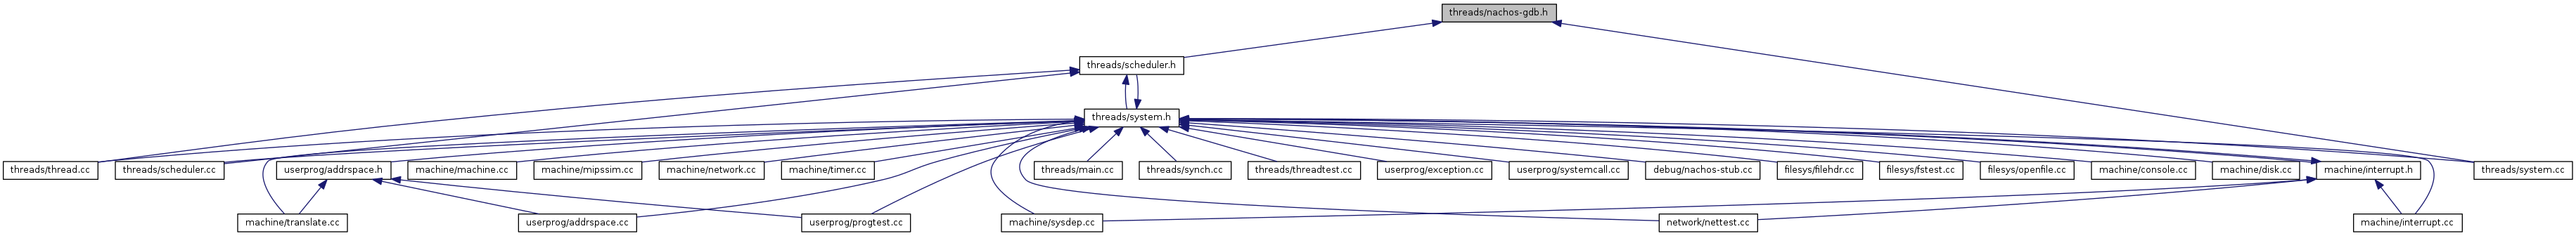 threads/nachos-gdb.h
threads/scheduler.h
threads/system.h
threads/thread.cc
threads/scheduler.cc
userprog/addrspace.h
machine/machine.cc
machine/mipssim.cc
machine/network.cc
machine/timer.cc
threads/main.cc
threads/synch.cc
threads/threadtest.cc
userprog/exception.cc
userprog/systemcall.cc
debug/nachos-stub.cc
filesys/filehdr.cc
filesys/fstest.cc
filesys/openfile.cc
machine/console.cc
machine/disk.cc
machine/interrupt.h
threads/system.cc
machine/translate.cc
userprog/addrspace.cc
userprog/progtest.cc
machine/sysdep.cc
network/nettest.cc
machine/interrupt.cc